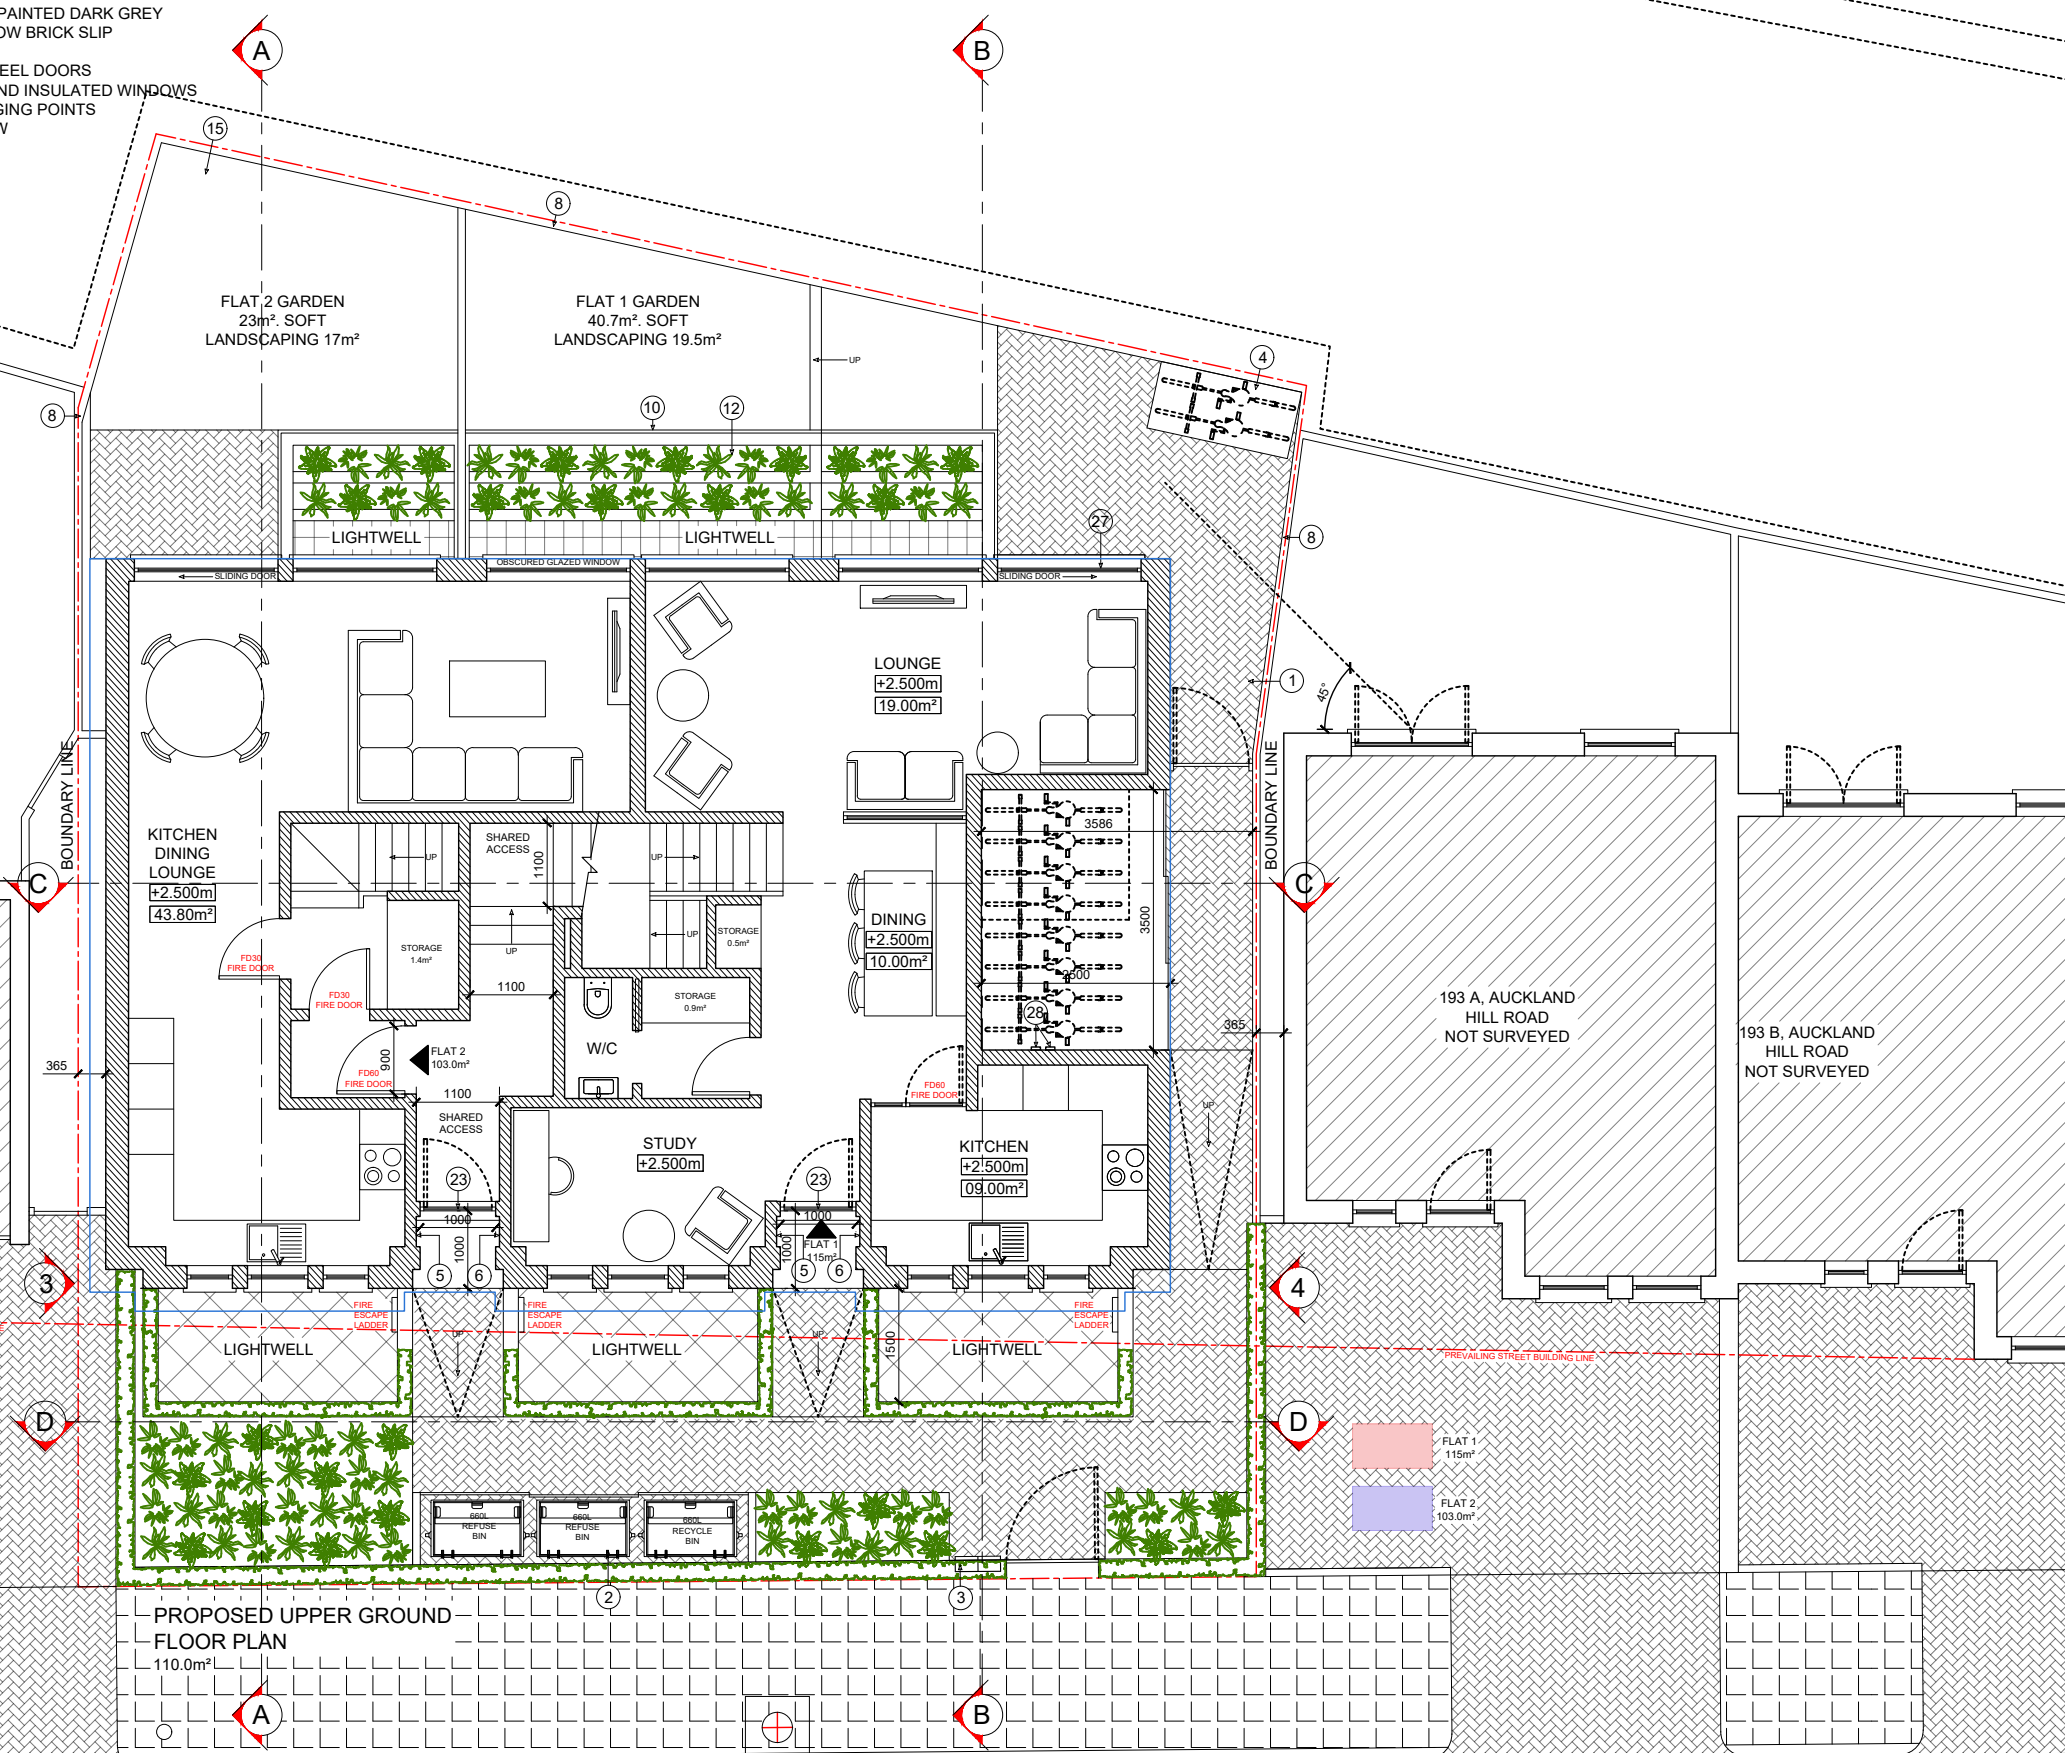 PAINTED DARK GREY
OW BRICK SLIP
EEL DOORS
ND INSULATED WINDOWS
GING POINTS
W
A
B
15
8
FLAT 2 GARDEN
23m². SOFT
LANDSCAPING 17m²
FLAT 1 GARDEN
40.7m². SOFT
LANDSCAPING 19.5m²
UP
4
8
10
12
LIGHTWELL
LIGHTWELL
27
8
SLIDING DOOR
OBSCURED GLAZED WINDOW
SLIDING DOOR
LOUNGE
+2.500m
19.00m²
1
45°
BOUNDARY LINE
BOUNDARY LINE
KITCHEN
DINING
LOUNGE
+2.500m
43.80m²
UP
SHARED
ACCESS
1100
UP
3586
C
C
STORAGE
1.4m²
UP
UP
STORAGE
0.5m²
DINING
+2.500m
10.00m²
3500
2500
FD30
FIRE DOOR
FD30
FIRE DOOR
1100
STORAGE
0.9m²
28
365
193 A, AUCKLAND
HILL ROAD
NOT SURVEYED
193 B, AUCKLAND
HILL ROAD
NOT SURVEYED
W/C
FLAT 2
103.0m²
900
365
FD60
FIRE DOOR
FD60
FIRE DOOR
1100
SHARED
ACCESS
UP
STUDY
+2.500m
KITCHEN
+2.500m
09.00m²
23
23
1000
1000
1000
1000
FLAT 1
115m²
5
6
5
6
3
4
FIRE
ESCAPE
LADDER
FIRE
ESCAPE
LADDER
FIRE
ESCAPE
LADDER
UP
UP
LIGHTWELL
LIGHTWELL
1500
LIGHTWELL
PREVAILING STREET BUILDING LINE
D
D
FLAT 1
115m²
FLAT 2
103.0m²
660L
REFUSE
BIN
660L
REFUSE
BIN
660L
RECYCLE
BIN
2
3
PROPOSED UPPER GROUND
FLOOR PLAN
110.0m²
A
B